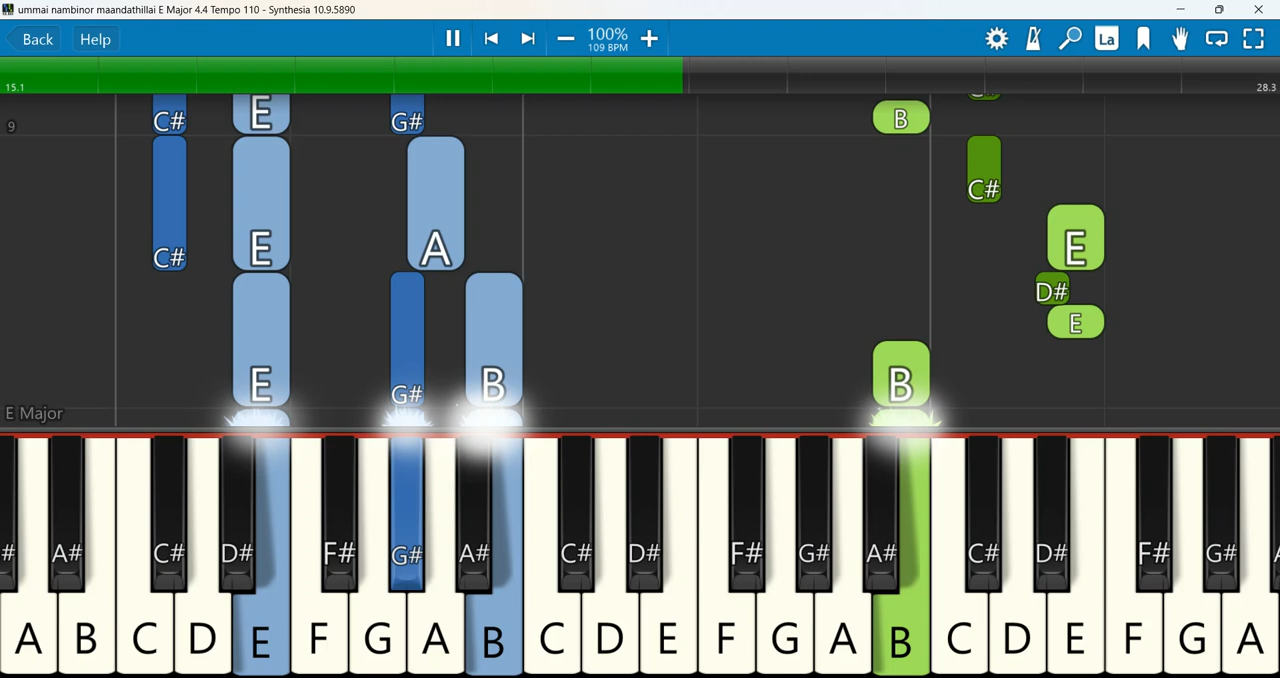 ummai nambinor maandathillai E Major 4.4 Tempo 110 - Synthesia 10.9.5890
Back Help 100% La
109 BPM
15.1 28.3
C# E G# B
9
C#
C# E A E
D#
E
E G# B B
E Major
# A# C# D# F# G# A# C# D# F# G# A# C# D# F# G#
A B C D E F G A B C D E F G A B C D E F G A